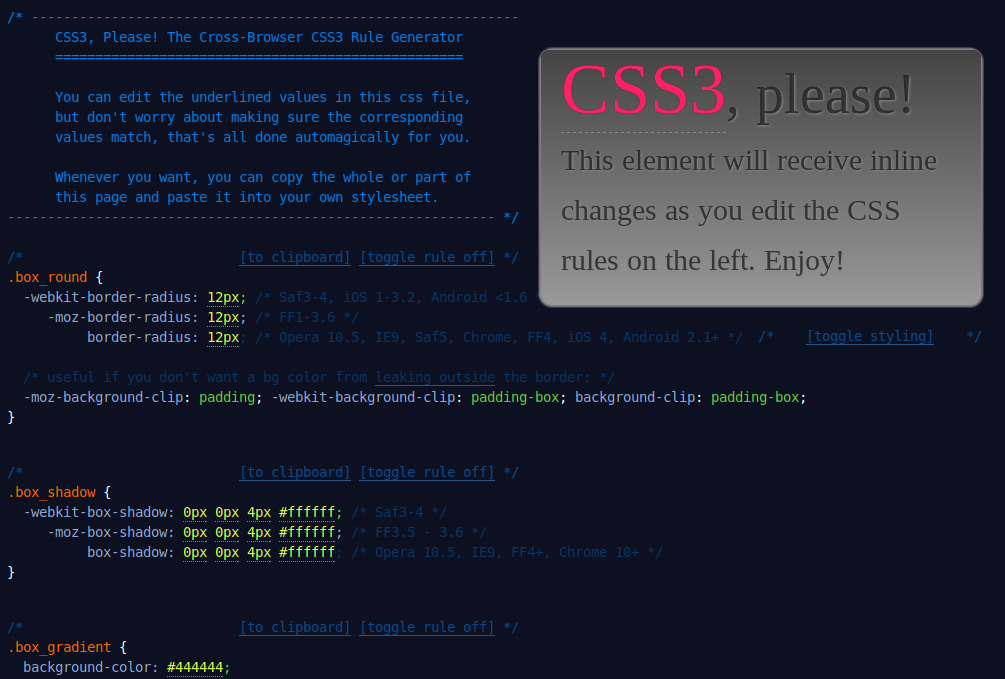 /* -------------------------------------------------------------
CSS3, Please! The Cross-Browser CSS3 Rule Generator
===================================================
You can edit the underlined values in this css file,
but don't worry about making sure the corresponding
values match, that's all done automagically for you.
Whenever you want, you can copy the whole or part of
this page and paste it into your own stylesheet.
------------------------------------------------------------- */
CSS3, please!
This element will receive inline
changes as you edit the CSS
rules on the left. Enjoy!
/* [to clipboard] [toggle rule off] */
.box_round {
-webkit-border-radius: 12px; /* Saf3-4, iOS 1-3.2, Android <1.6
-moz-border-radius: 12px; /* FF1-3.6 */
border-radius: 12px; /* Opera 10.5, IE9, Saf5, Chrome, FF4, iOS 4, Android 2.1+ */ /* [toggle styling] */
/* useful if you don't want a bg color from leaking outside the border: */
-moz-background-clip: padding; -webkit-background-clip: padding-box; background-clip: padding-box;
}
/* [to clipboard] [toggle rule off] */
.box_shadow {
-webkit-box-shadow: 0px 0px 4px #ffffff; /* Saf3-4 */
-moz-box-shadow: 0px 0px 4px #ffffff; /* FF3.5 - 3.6 */
box-shadow: 0px 0px 4px #ffffff; /* Opera 10.5, IE9, FF4+, Chrome 10+ */
}
/* [to clipboard] [toggle rule off] */
.box_gradient {
background-color: #444444;